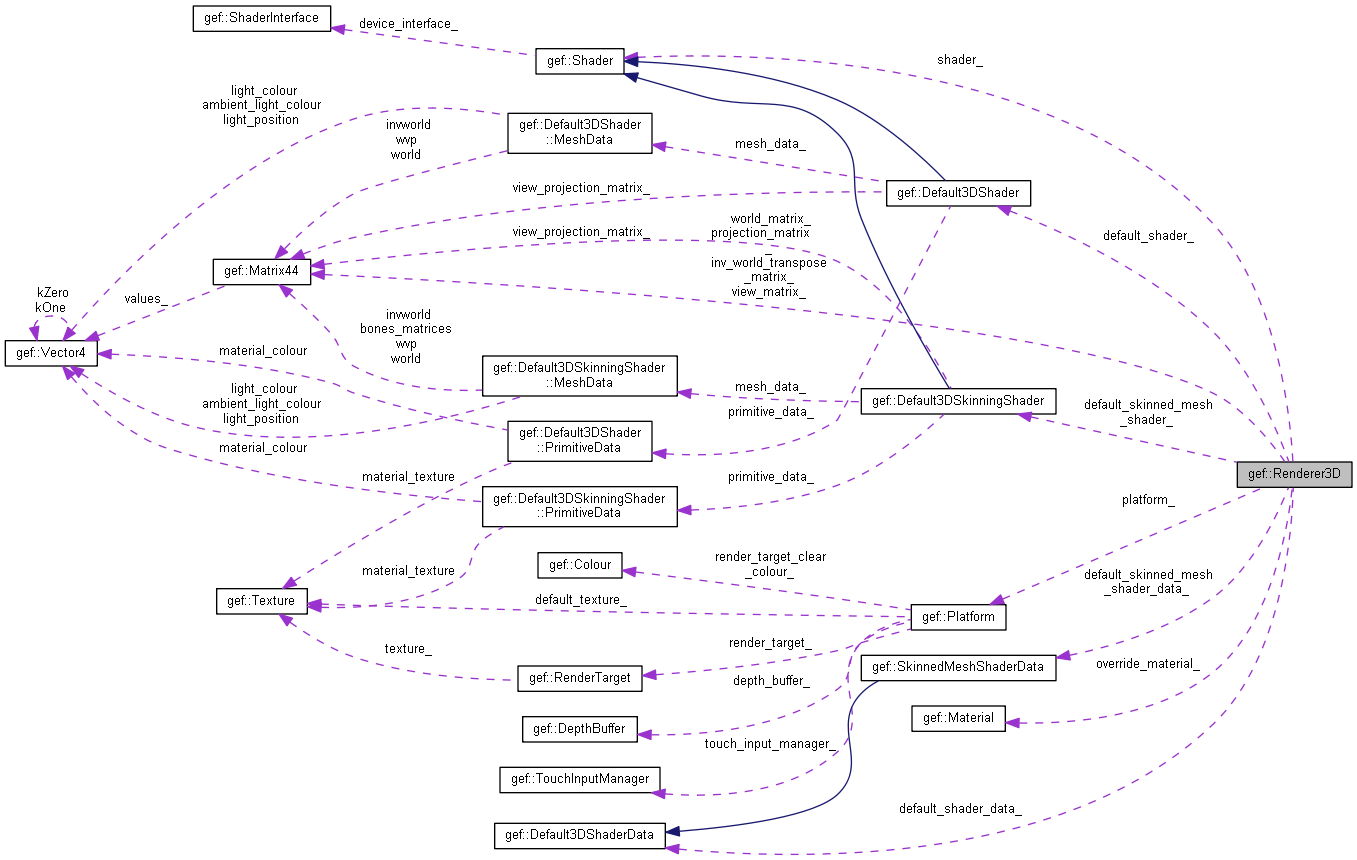 gef::ShaderInterface
device_interface_
gef::Shader
shader_
light_colour
ambient_light_colour
light_position
gef::Default3DShader
::MeshData
invworld
wvp
world
mesh_data_
gef::Default3DShader
view_projection_matrix_
view_projection_matrix_
world_matrix_
projection_matrix
_
inv_world_transpose
_matrix_
view_matrix_
default_shader_
gef::Matrix44
kZero
kOne
values_
gef::Vector4
invworld
bones_matrices
wvp
world
material_colour
gef::Default3DSkinningShader
::MeshData
mesh_data_
gef::Default3DSkinningShader
default_skinned_mesh
_shader_
light_colour
ambient_light_colour
light_position
primitive_data_
gef::Default3DShader
::PrimitiveData
material_colour
material_texture
primitive_data_
gef::Renderer3D
gef::Default3DSkinningShader
::PrimitiveData
platform_
gef::Colour
render_target_clear
_colour_
material_texture
default_skinned_mesh
_shader_data_
gef::Texture
default_texture_
gef::Platform
texture_
render_target_
gef::RenderTarget
gef::SkinnedMeshShaderData
override_material_
depth_buffer_
gef::DepthBuffer
gef::Material
touch_input_manager_
gef::TouchInputManager
default_shader_data_
gef::Default3DShaderData